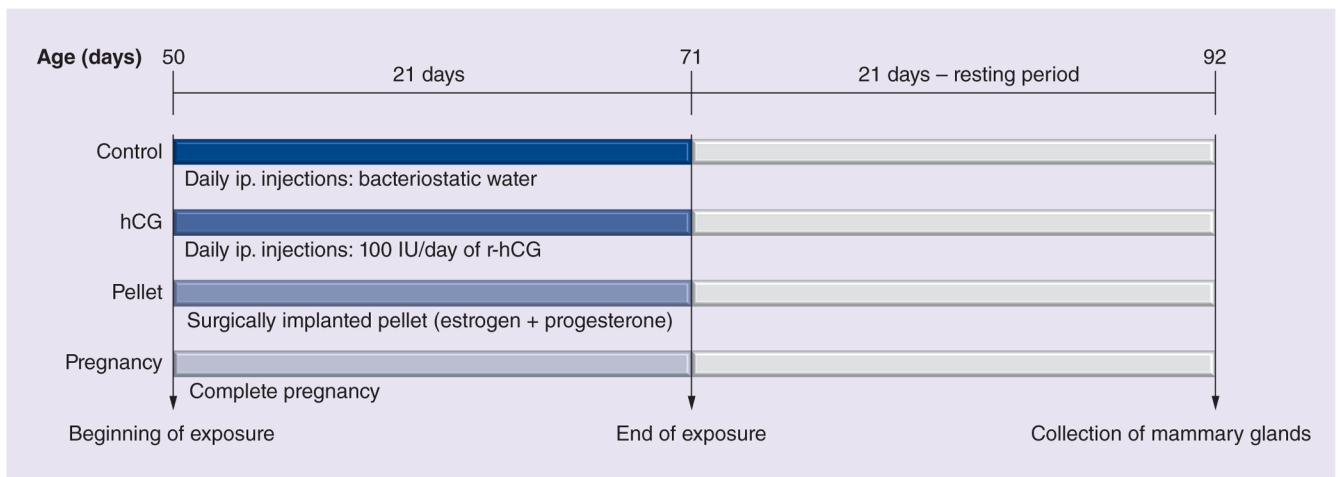 Age (days) 50 71 92
21 days 21 days – resting period
Control
Daily ip. injections: bacteriostatic water
hCG
Daily ip. injections: 100 IU/day of r-hCG
Pellet
Surgically implanted pellet (estrogen + progesterone)
Pregnancy
Complete pregnancy
Beginning of exposure End of exposure Collection of mammary glands